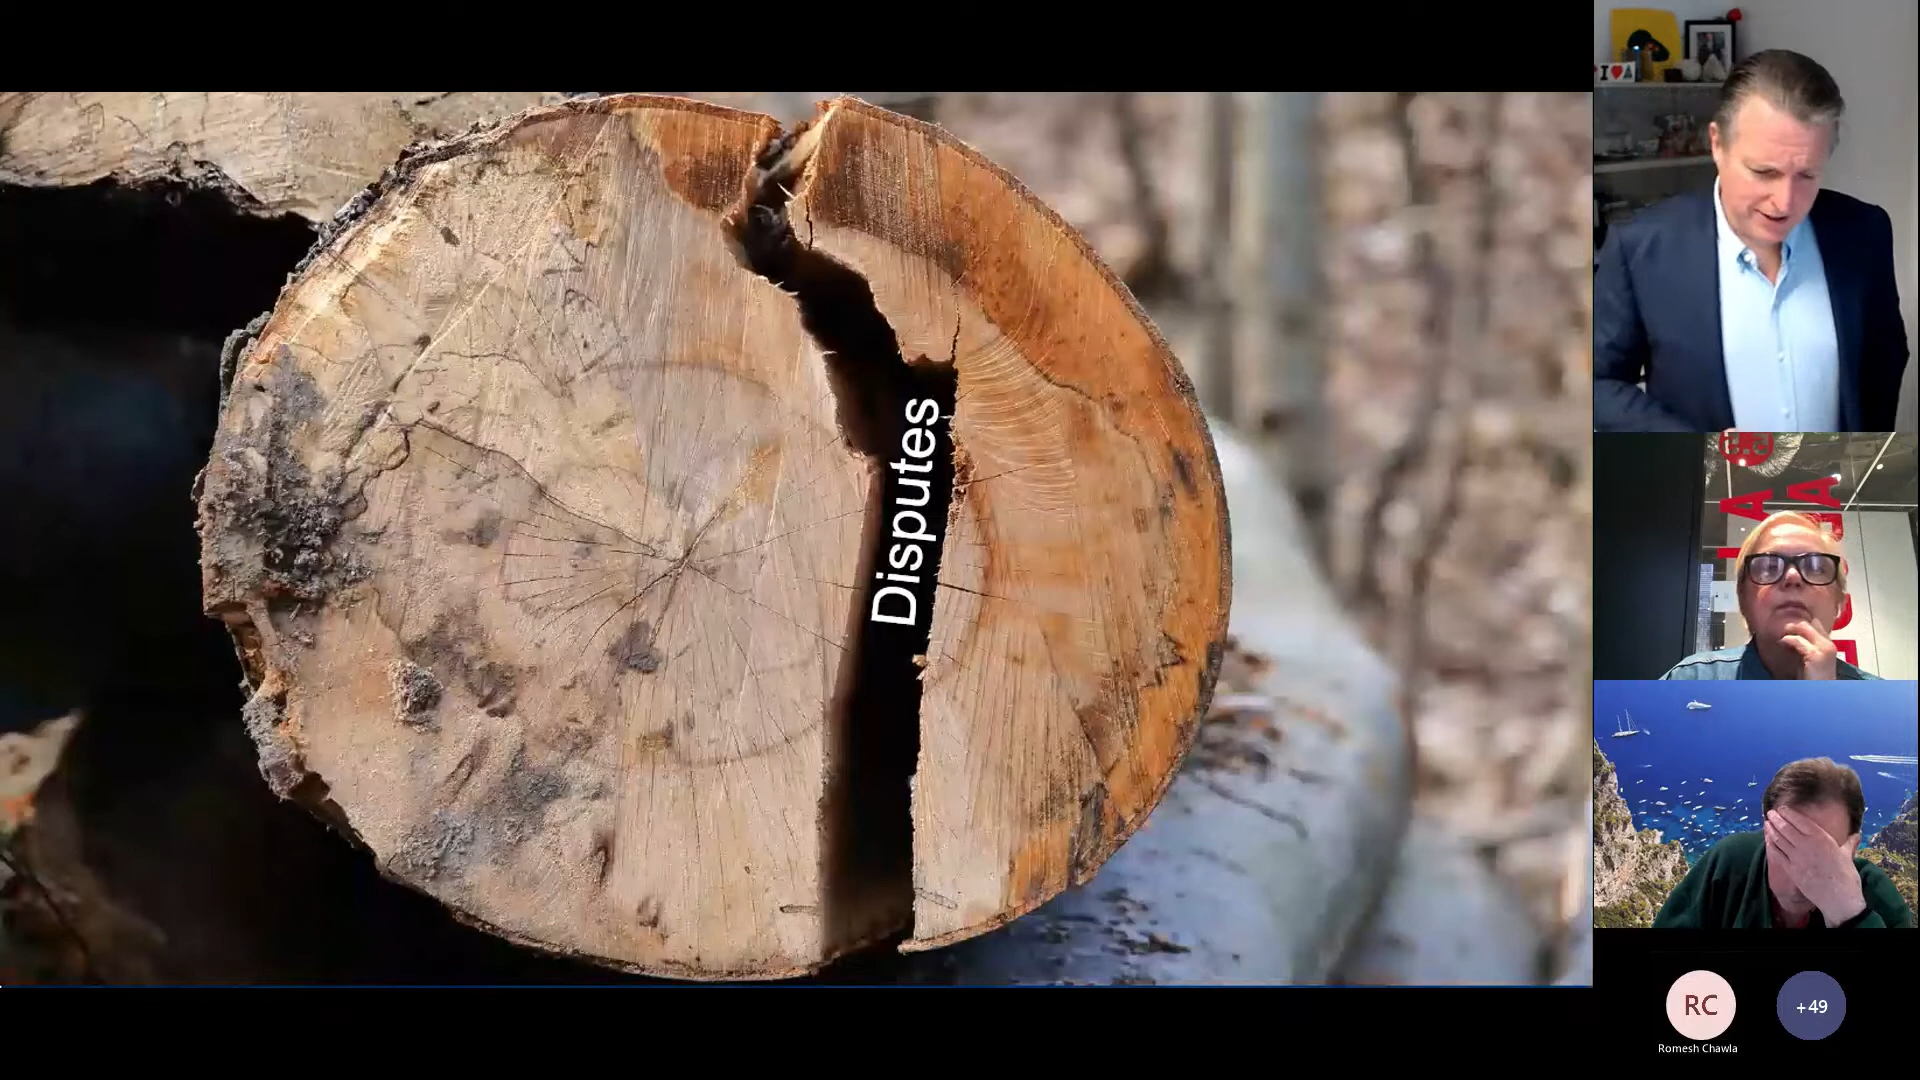 Disputes
I ♥ A
RC
+49
Romesh Chawla